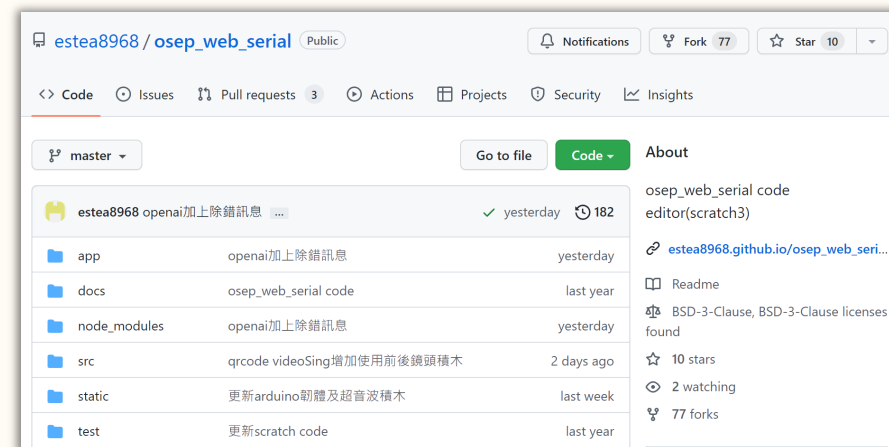 estea8968 / osep_web_serial Public
Notifications Fork 77 Star 10
Code Issues Pull requests 3 Actions Projects Security Insights
master Go to file Code
About
osep_web_serial code
editor(scratch3)
estea8968.github.io/osep_web_seri...
Readme
BSD-3-Clause, BSD-3-Clause licenses
found
10 stars
2 watching
77 forks
estea8968 openai加上除錯訊息 ... yesterday 182
app openai加上除錯訊息 yesterday
docs osep_web_serial code last year
node_modules openai加上除錯訊息 yesterday
src qrcode videoSing增加使用前後鏡頭積木 2 days ago
static 更新arduino韌體及超音波積木 last week
test 更新scratch code last year